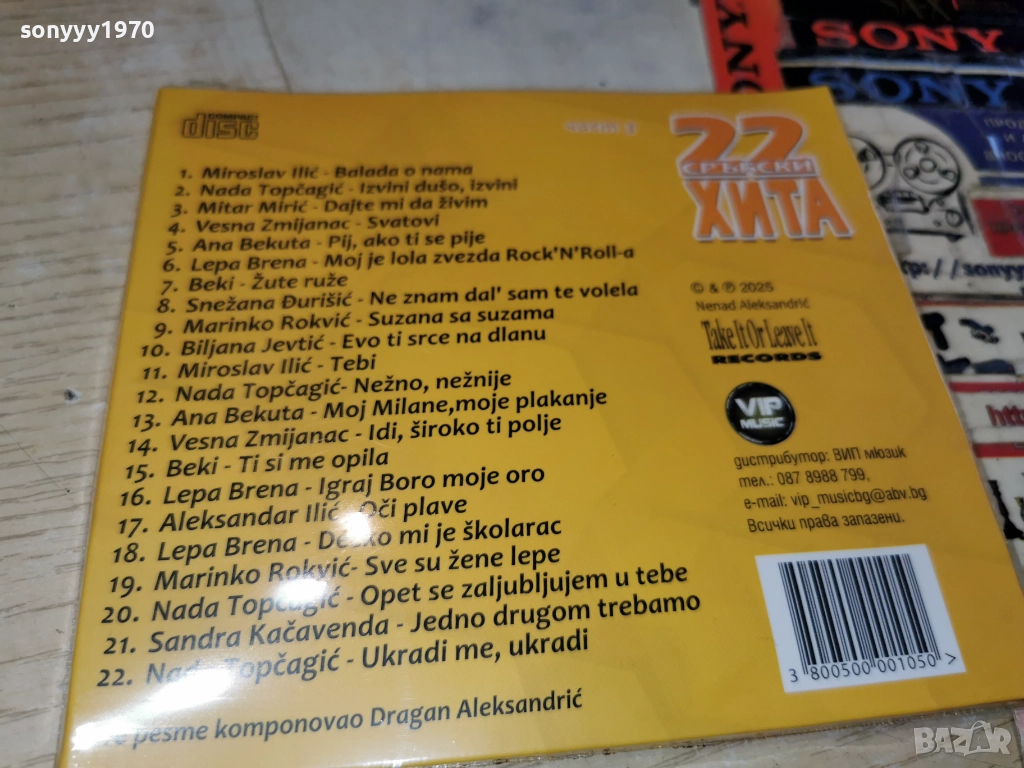 sonyyy1970
SONY
SONY
SONY
COMPACT
disc
част 3
22
СРЪБСКИ
ХИТА
1. Miroslav Ilić - Balada o nama
2. Nada Topčagić - Izvini dušo, izvini
3. Mitar Mirić - Dajte mi da živim
4. Vesna Zmijanac - Svatovi
5. Ana Bekuta - Pij, ako ti se pije
6. Lepa Brena - Moj je lola zvezda Rock'N'Roll-a
7. Beki - Žute ruže
8. Snežana Đurišić - Ne znam dal' sam te volela
9. Marinko Rokvić - Suzana sa suzama
10. Biljana Jevtić - Evo ti srce na dlanu
11. Miroslav Ilić - Tebi
12. Nada Topčagić- Nežno, nežnije
13. Ana Bekuta - Moj Milane,moje plakanje
14. Vesna Zmijanac - Idi, široko ti polje
15. Beki - Ti si me opila
16. Lepa Brena - Igraj Boro moje oro
17. Aleksandar Ilić - Oči plave
18. Lepa Brena - Dečko mi je školarac
19. Marinko Rokvić- Sve su žene lepe
20. Nada Topčagić - Opet se zaljubljujem u tebe
21. Sandra Kačavenda - Jedno drugom trebamo
22. Nada Topčagić - Ukradi me, ukradi
pesme komponovao Dragan Aleksandrić
© & ℗ 2025
Nenad Aleksandrić
Take It Or Leave It
RECORDS
VIP
MUSIC
дистрибутор: ВИП мюзик
тел.: 087 8988 799,
e-mail: vip_musicbg@abv.bg
Всички права запазени.
3 800500 001050 >
BAZAR